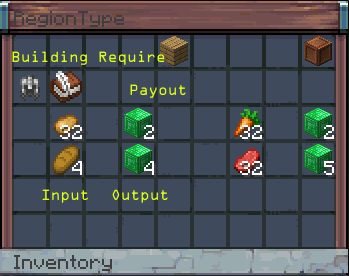 RegionType
Building Require
Payout
32 2 32 2
4 4 32 5
Input Output
Inventory